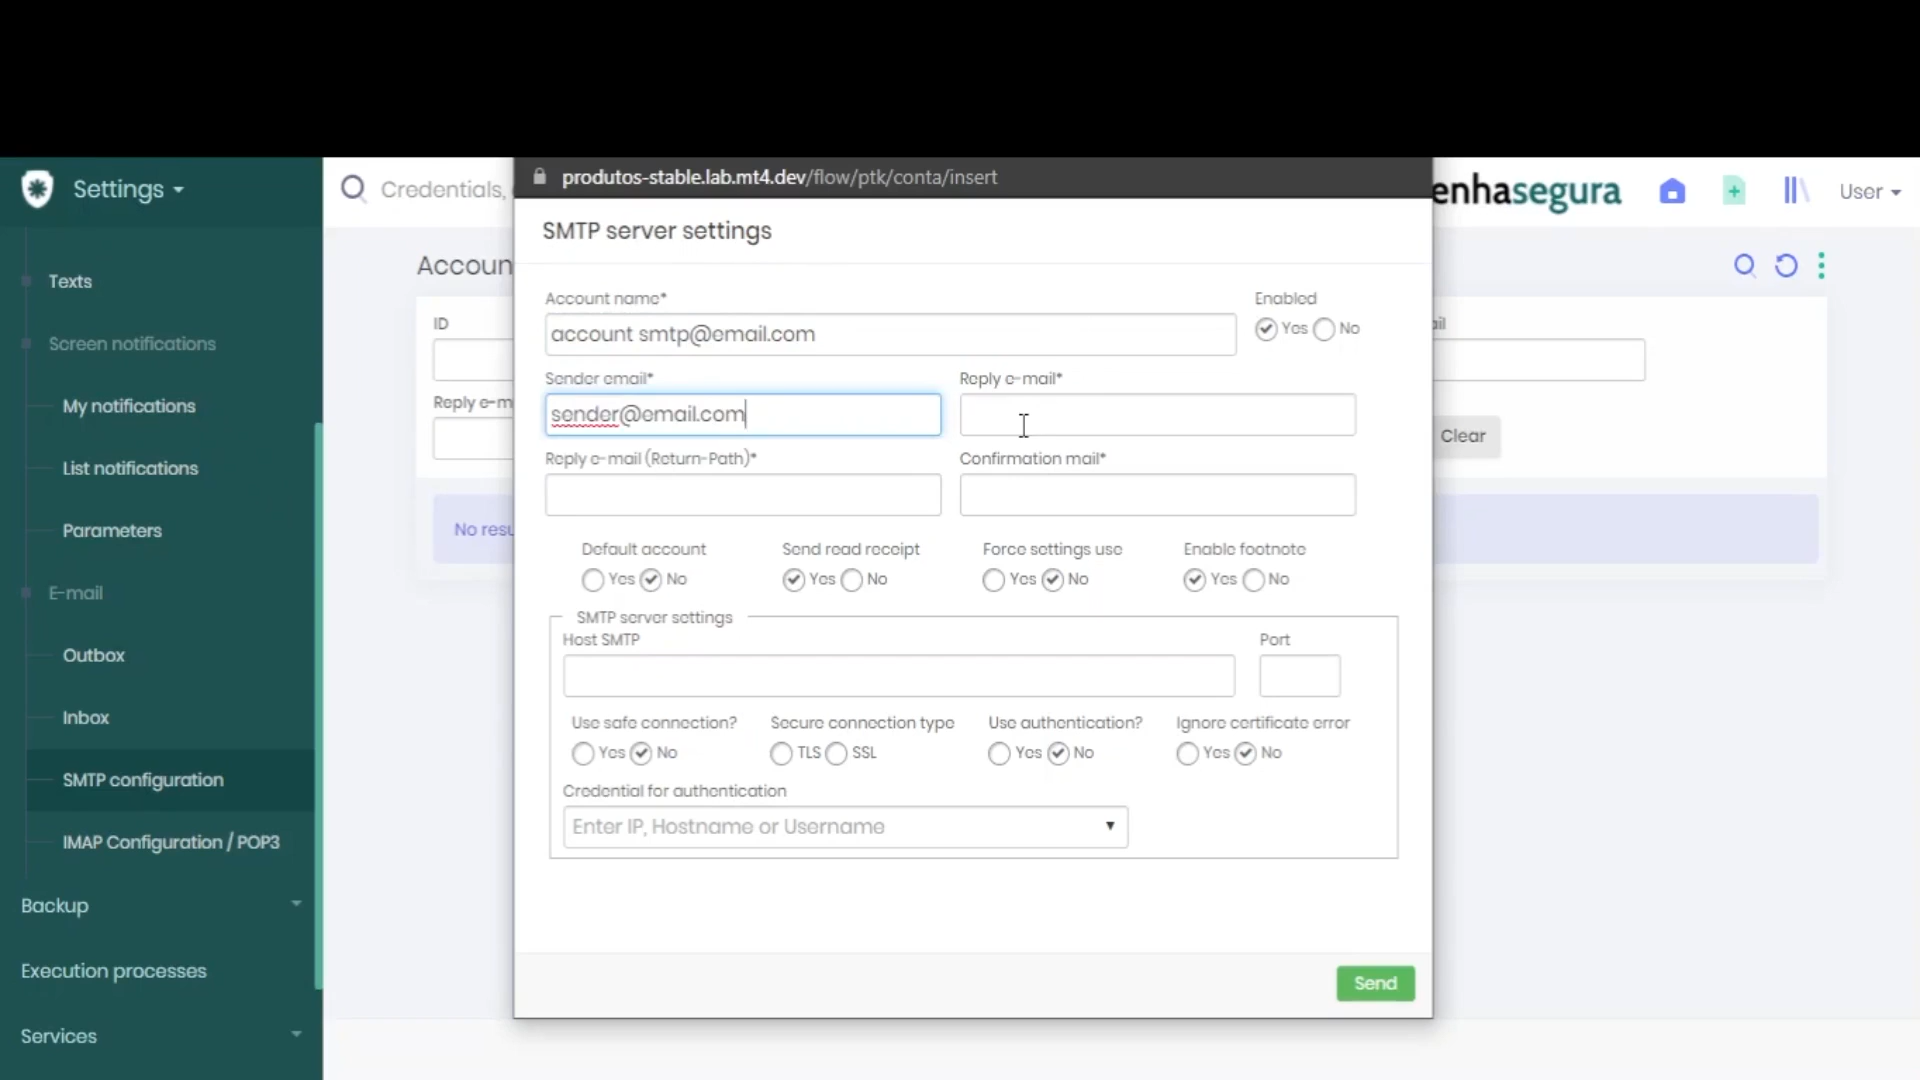 Settings
Credentials,
produtos-stable.lab.mt4.dev/flow/ptk/conta/insert
enhasegura
User
Texts
Screen notifications
My notifications
List notifications
Parameters
E-mail
Outbox
Inbox
SMTP configuration
IMAP Configuration / POP3
Backup
Execution processes
Services
Accoun
ID
Reply e-m
No resu
ail
Clear
SMTP server settings
Account name*
Enabled
account smtp@email.com
Yes No
Sender email*
Reply e-mail*
sender@email.com
Reply e-mail (Return-Path)*
Confirmation mail*
Default account
Send read receipt
Force settings use
Enable footnote
Yes No
Yes No
Yes No
Yes No
SMTP server settings
Host SMTP
Port
Use safe connection?
Secure connection type
Use authentication?
Ignore certificate error
Yes No
TLS SSL
Yes No
Yes No
Credential for authentication
Enter IP, Hostname or Username
Send